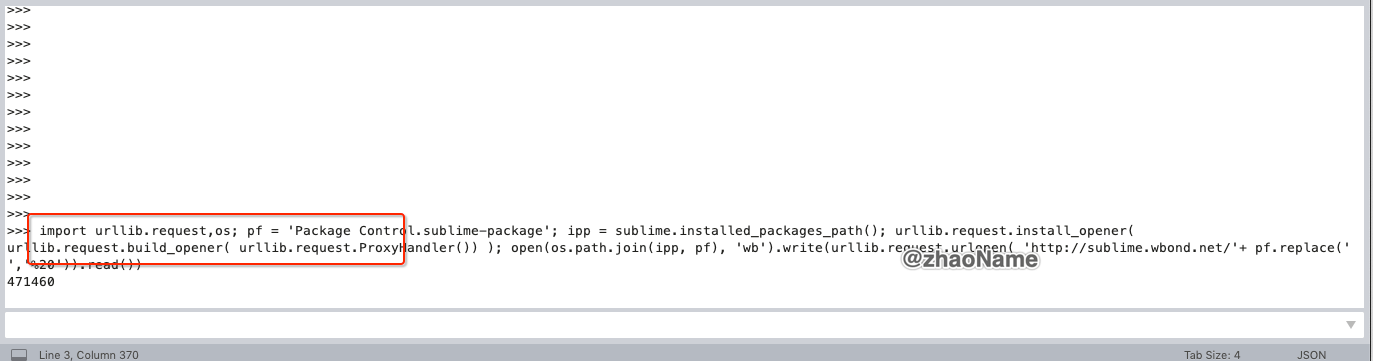 >>>
>>>
>>>
>>>
>>>
>>>
>>>
>>>
>>>
>>>
>>>
>>>
>>>
>>> import urllib.request,os; pf = 'Package Control.sublime-package'; ipp = sublime.installed_packages_path(); urllib.request.install_opener(
urllib.request.build_opener( urllib.request.ProxyHandler()) ); open(os.path.join(ipp, pf), 'wb').write(urllib.request.urlopen( 'http://sublime.wbond.net/'+ pf.replace('
','%20')).read())
@zhaoName
471460
Line 3, Column 370
Tab Size: 4
JSON